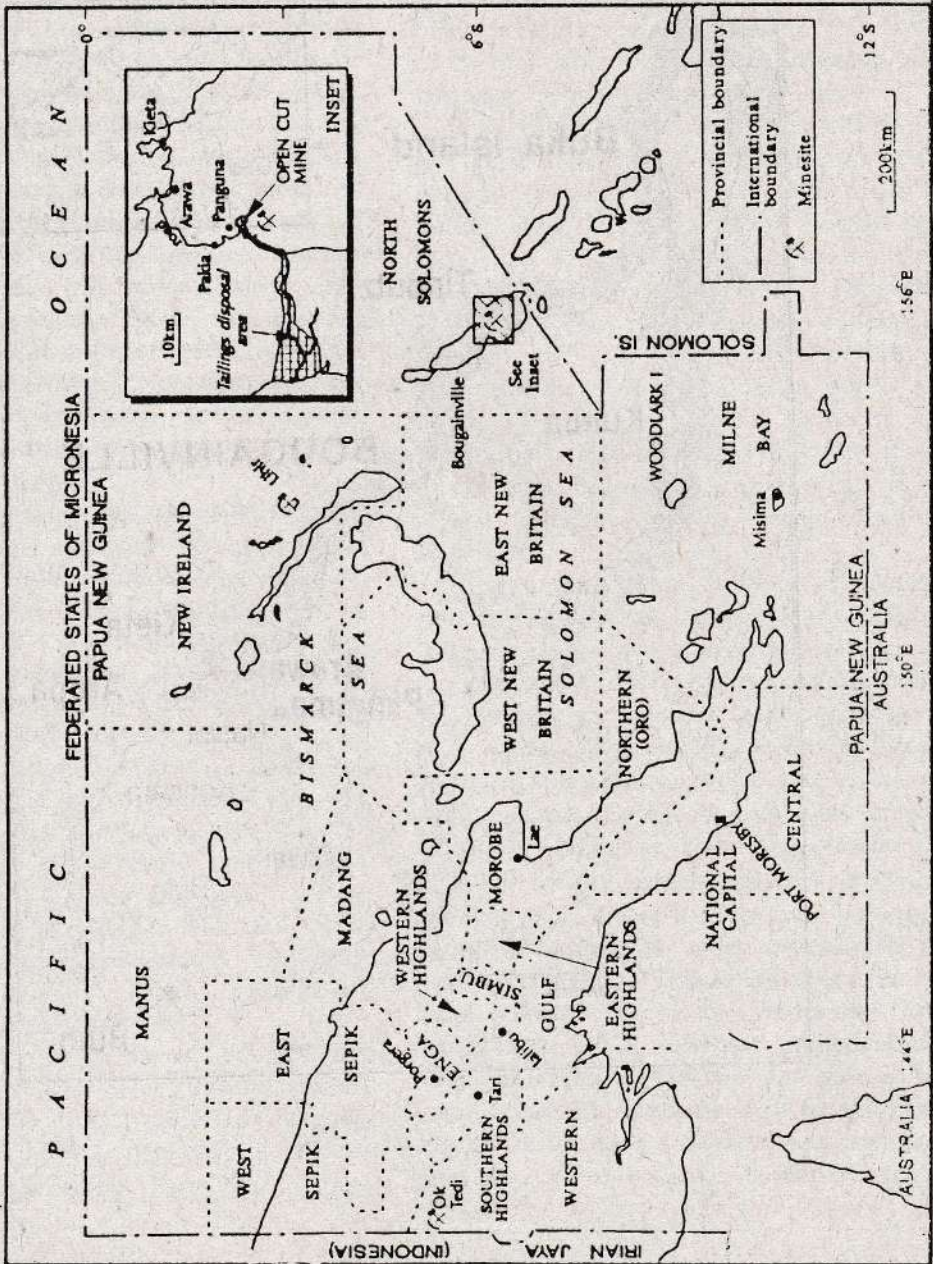 P A C I F I C   O C E A N
FEDERATED STATES OF MICRONESIA
PAPUA NEW GUINEA
0°
6°S
12°S
MANUS
NEW IRELAND
Lihir
BISMARCK
SEA
WEST
SEPIK
EAST
SEPIK
MADANG
WESTERN
HIGHLANDS
Porgera
ENGA
SIMBU
MOROBE
Lae
Ok
Tedi
Tari
Ialibu
SOUTHERN
HIGHLANDS
GULF
EASTERN
HIGHLANDS
WESTERN
IRIAN JAYA
(INDONESIA)
WEST NEW
BRITAIN
EAST NEW
BRITAIN
SOLOMON SEA
NORTHERN
(ORO)
NATIONAL
CAPITAL
PORT MORESBY
CENTRAL
WOODLARK I
MILNE
BAY
Misima
Bougainville
See
Inset
NORTH
SOLOMONS
SOLOMON IS.
PAPUA NEW GUINEA
AUSTRALIA
AUSTRALIA
144°E
150°E
156°E
10km
Kieta
Arawa
road
Pakia
Panguna
OPEN CUT
MINE
Tailings disposal
area
INSET
Provincial boundary
International
boundary
Minesite
200km